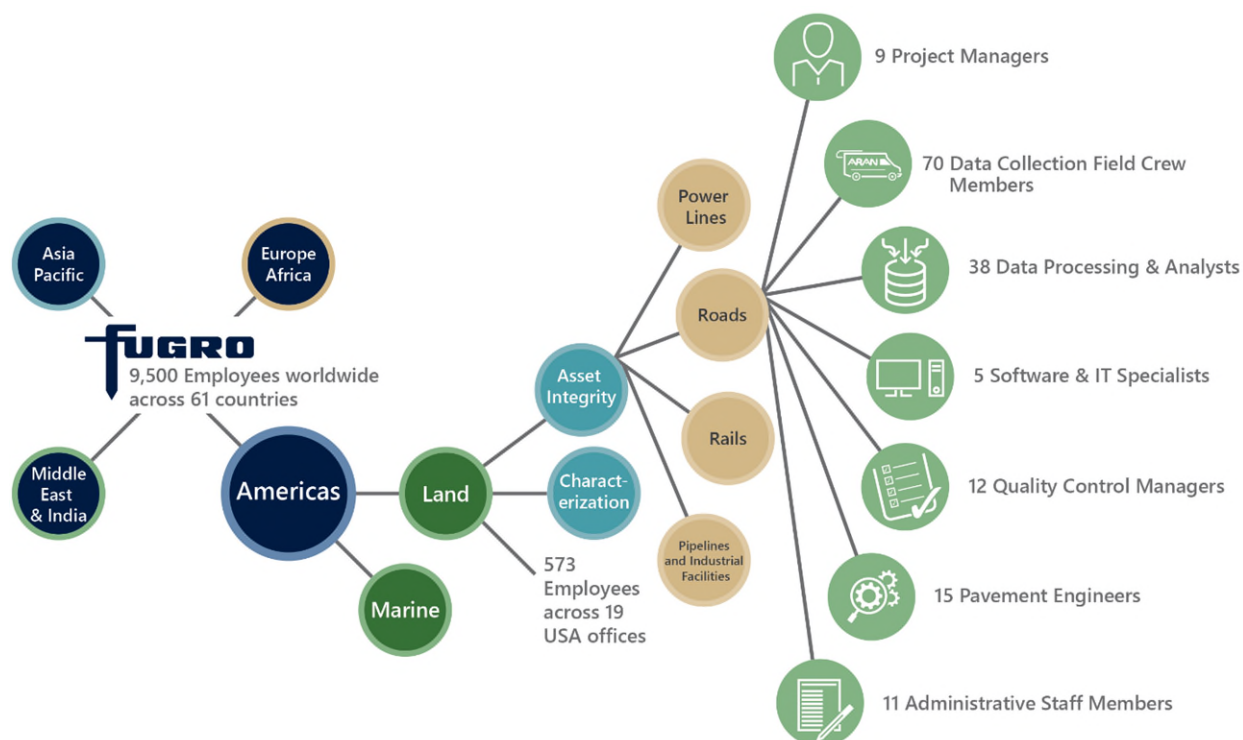 Asia
Pacific
Europe
Africa
FUGRO
9,500 Employees worldwide
across 61 countries
Middle
East
& India
Americas
Land
Marine
Asset
Integrity
Charact-
erization
573
Employees
across 19
USA offices
Power
Lines
Roads
Rails
Pipelines
and Industrial
Facilities
9 Project Managers
ARAN
70 Data Collection Field Crew
Members
38 Data Processing & Analysts
5 Software & IT Specialists
12 Quality Control Managers
15 Pavement Engineers
11 Administrative Staff Members